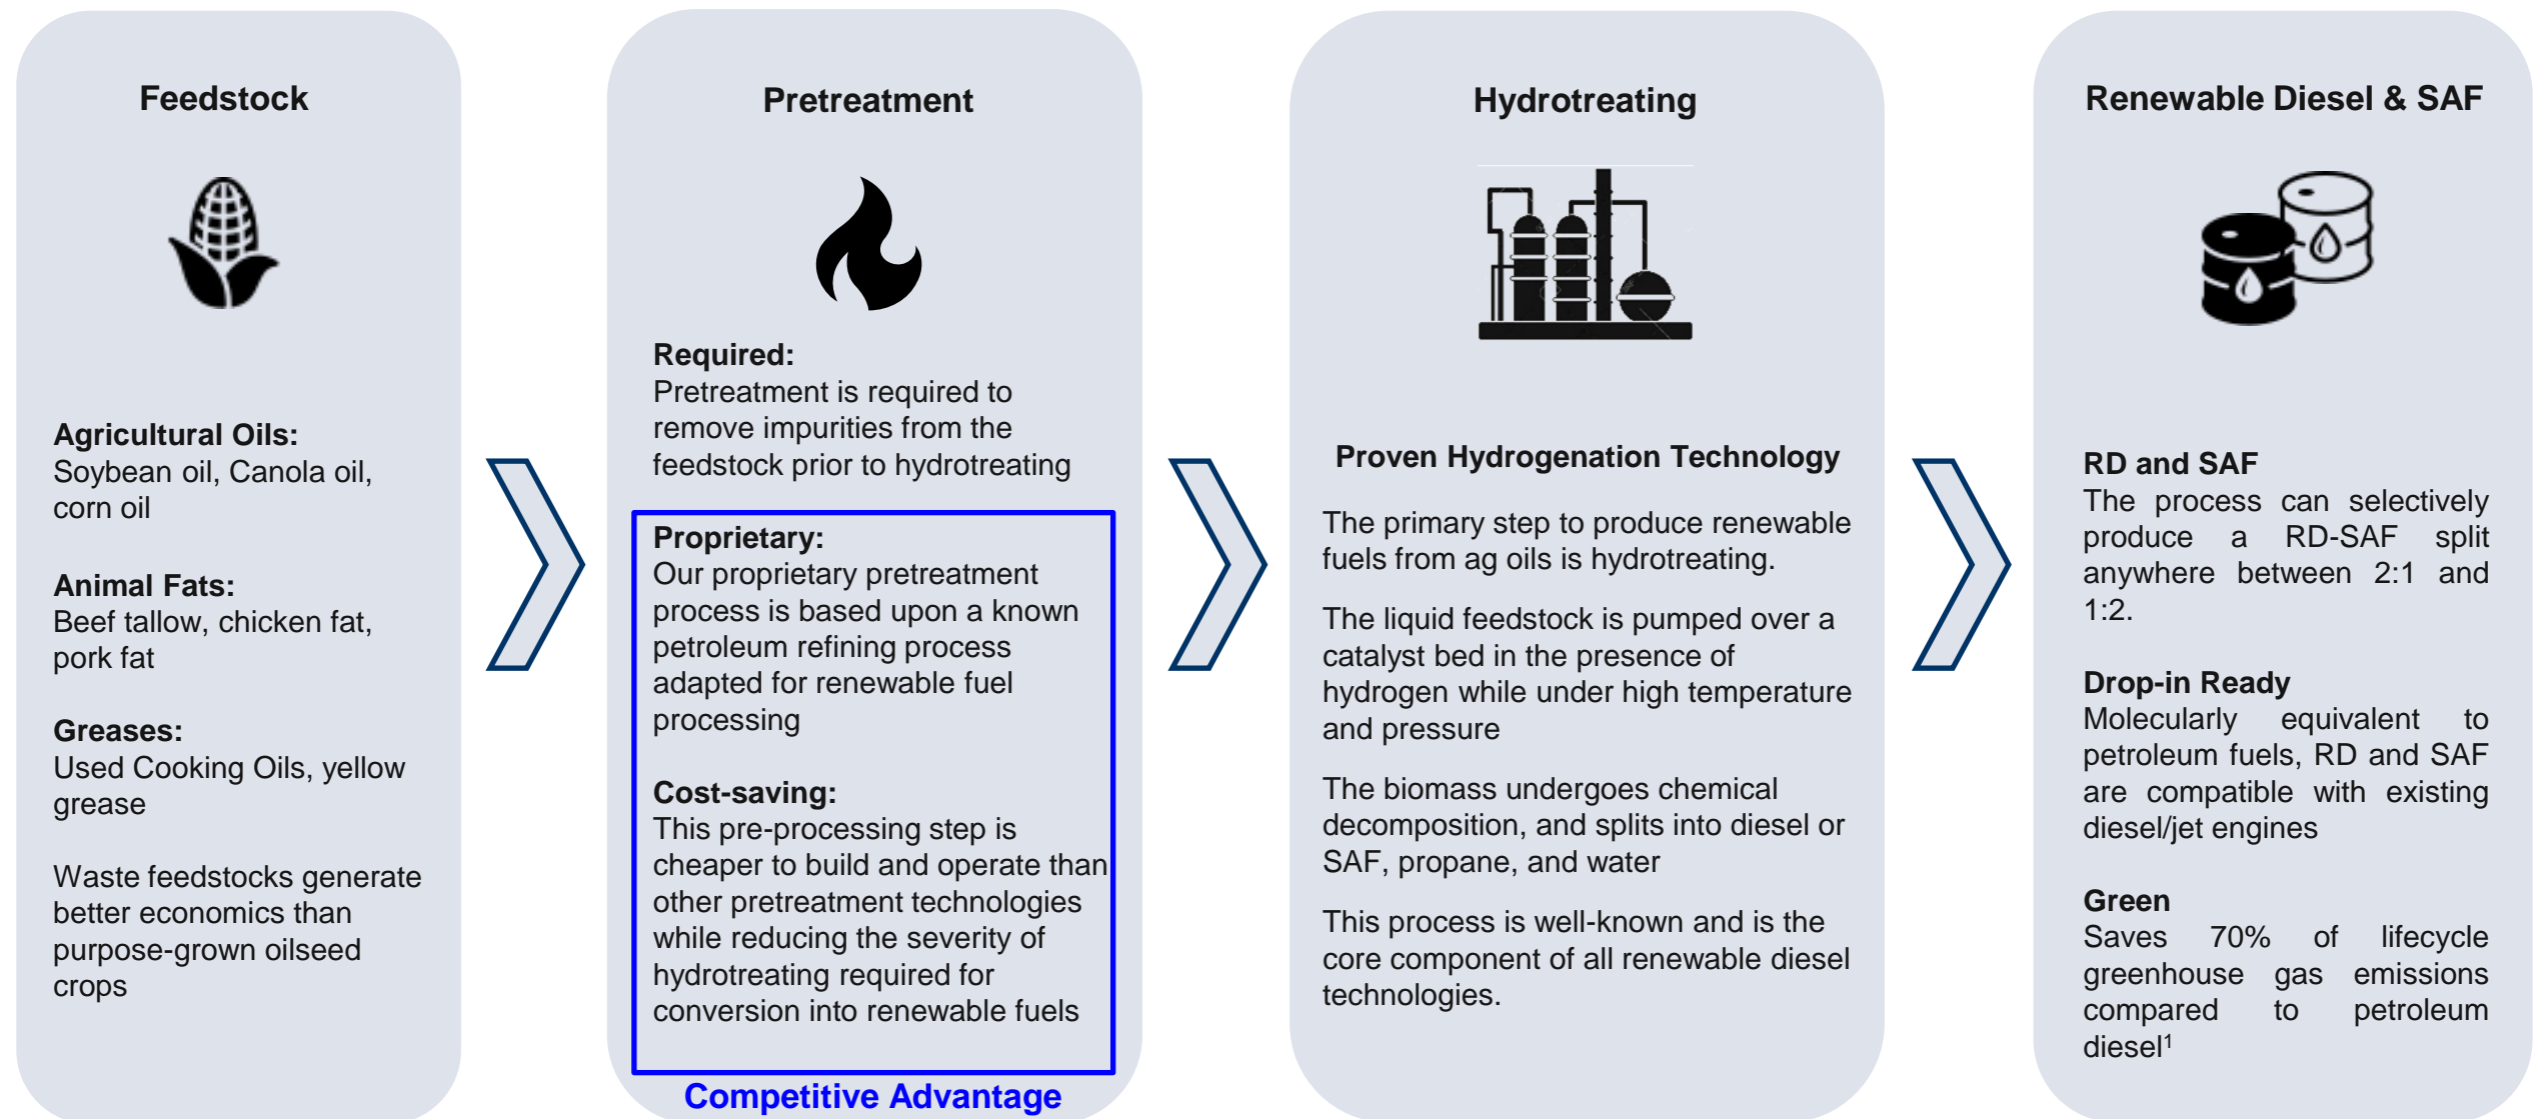 Feedstock
Agricultural Oils:
Soybean oil, Canola oil,
corn oil
Animal Fats:
Beef tallow, chicken fat,
pork fat
Greases:
Used Cooking Oils, yellow
grease
Waste feedstocks generate
better economics than
purpose-grown oilseed
crops
Pretreatment
Required:
Pretreatment is required to
remove impurities from the
feedstock prior to hydrotreating
Proprietary:
Our proprietary pretreatment
process is based upon a known
petroleum refining process
adapted for renewable fuel
processing
Cost-saving:
This pre-processing step is
cheaper to build and operate than
other pretreatment technologies
while reducing the severity of
hydrotreating required for
conversion into renewable fuels
Competitive Advantage
Hydrotreating
Proven Hydrogenation Technology
The primary step to produce renewable
fuels from ag oils is hydrotreating.
The liquid feedstock is pumped over a
catalyst bed in the presence of
hydrogen while under high temperature
and pressure
The biomass undergoes chemical
decomposition, and splits into diesel or
SAF, propane, and water
This process is well-known and is the
core component of all renewable diesel
technologies.
Renewable Diesel & SAF
RD and SAF
The process can selectively
produce a RD-SAF split
anywhere between 2:1 and
1:2.
Drop-in Ready
Molecularly equivalent to
petroleum fuels, RD and SAF
are compatible with existing
diesel/jet engines
Green
Saves 70% of lifecycle
greenhouse gas emissions
compared to petroleum
diesel¹